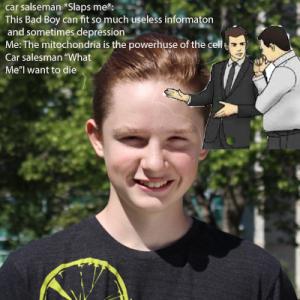 car salseman *Slaps me*:
This Bad Boy can fit so much useless informaton
and sometimes depression
Me: The mitochondria is the powerhuse of the cell
Car salesman "What
Me"I want to die